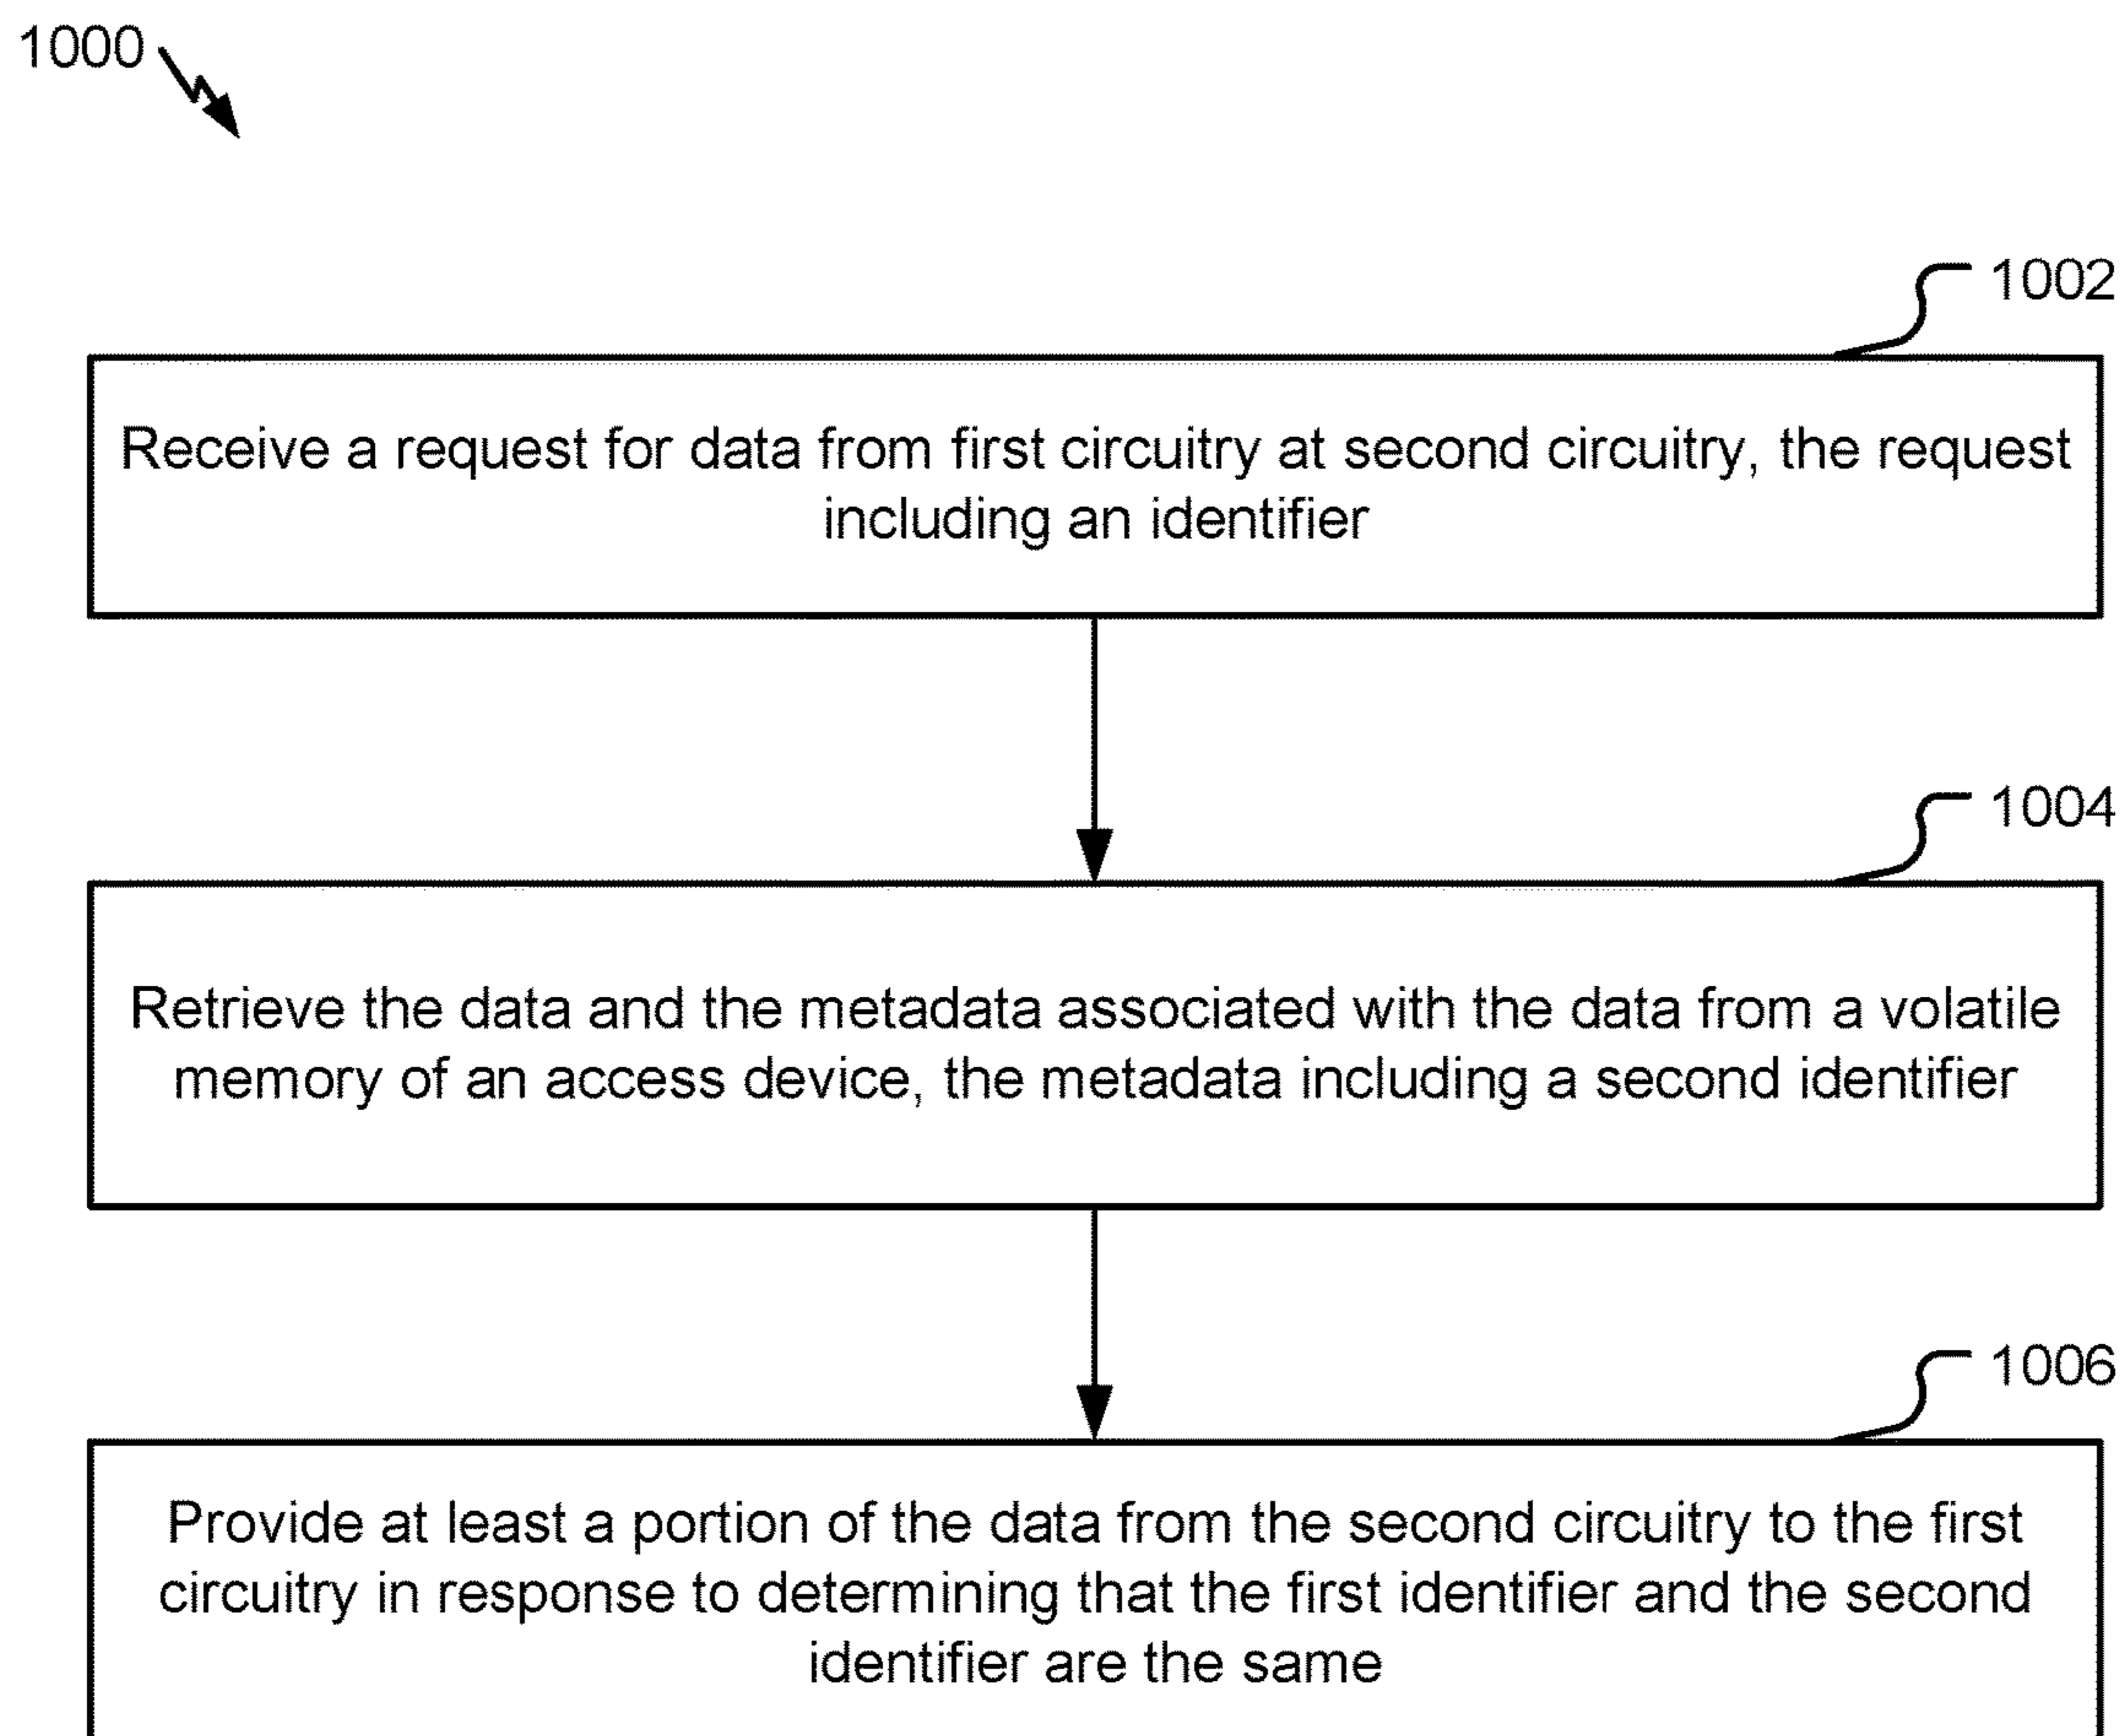 1000
1002
Receive a request for data from first circuitry at second circuitry, the request
including an identifier
1004
Retrieve the data and the metadata associated with the data from a volatile
memory of an access device, the metadata including a second identifier
1006
Provide at least a portion of the data from the second circuitry to the first
circuitry in response to determining that the first identifier and the second
identifier are the same